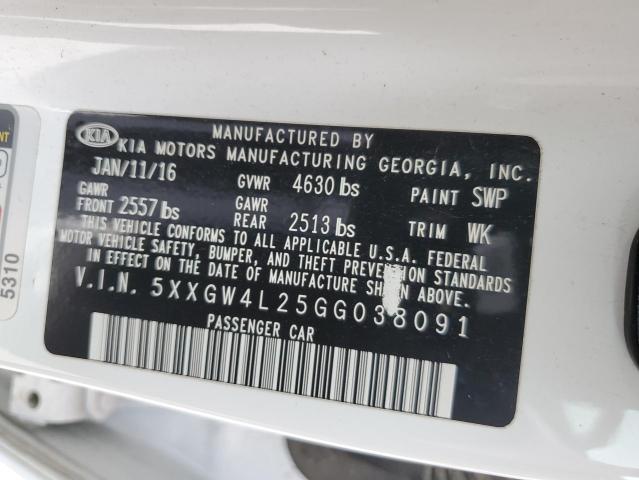 KIA
MANUFACTURED BY
KIA MOTORS MANUFACTURING GEORGIA, INC.
JAN/11/16 GVWR 4630 lbs PAINT SWP
GAWR GAWR
FRONT 2557 lbs REAR 2513 lbs TRIM WK
THIS VEHICLE CONFORMS TO ALL APPLICABLE U.S.A. FEDERAL
MOTOR VEHICLE SAFETY, BUMPER, AND THEFT PREVENTION STANDARDS
IN EFFECT ON THE DATE OF MANUFACTURE SHOWN ABOVE.
V.I.N. 5XXGW4L25GG038091
PASSENGER CAR
5310